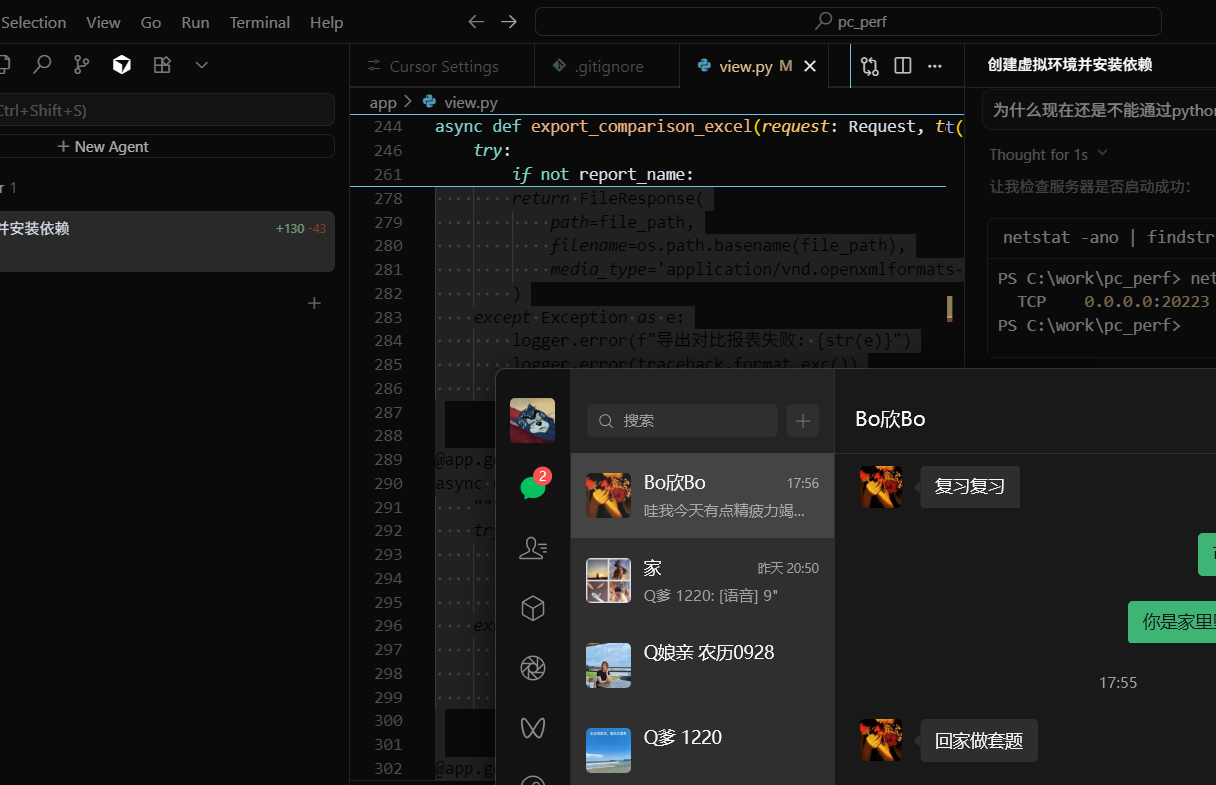 Selection View Go Run Terminal Help
pc_perf
Ctrl+Shift+S)
New Agent
1
并安装依赖
+130 -43
Cursor Settings
.gitignore
view.py M
app > view.py
244 async def export_comparison_excel(request: Request,
246 try:
261 if not report_name:
278 return FileResponse(
279 path=file_path,
280 filename=os.path.basename(file_path),
281 media_type='application/vnd.openxmlformats-
282 )
283 except Exception as e:
284 logger.error(f"导出对比报表失败: {str(e)}")
285 logger.error(traceback.format_exc())
286
287
288
289 @app.ge
290 async
291 ""
292 try
293
294
295
296 exc
297
298
299
300
301
302 @app.ge
创建虚拟环境并安装依赖
为什么现在还是不能通过python
Thought for 1s
让我检查服务器是否启动成功：
netstat -ano | findstr
PS C:\work\pc_perf> net
TCP 0.0.0.0:20223
PS C:\work\pc_perf>
2
搜索
Bo欣Bo
17:56
哇我今天有点精疲力竭...
家
昨天 20:50
Q爹 1220: [语音] 9"
Q娘亲 农历0928
Q爹 1220
Bo欣Bo
复习复习
你是家里
17:55
回家做套题